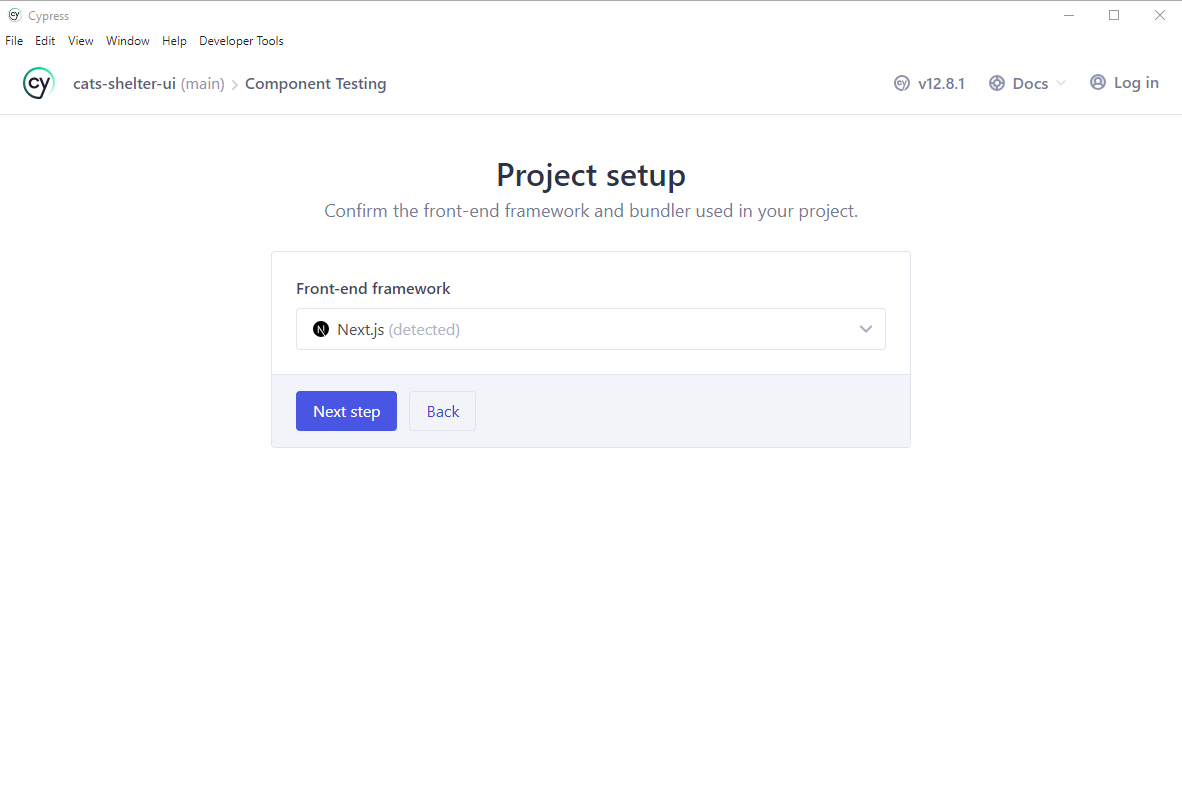 cy Cypress
File Edit View Window Help Developer Tools
cy cats-shelter-ui (main) > Component Testing cy v12.8.1 Docs Log in
Project setup
Confirm the front-end framework and bundler used in your project.
Front-end framework
N Next.js (detected)
Next step Back